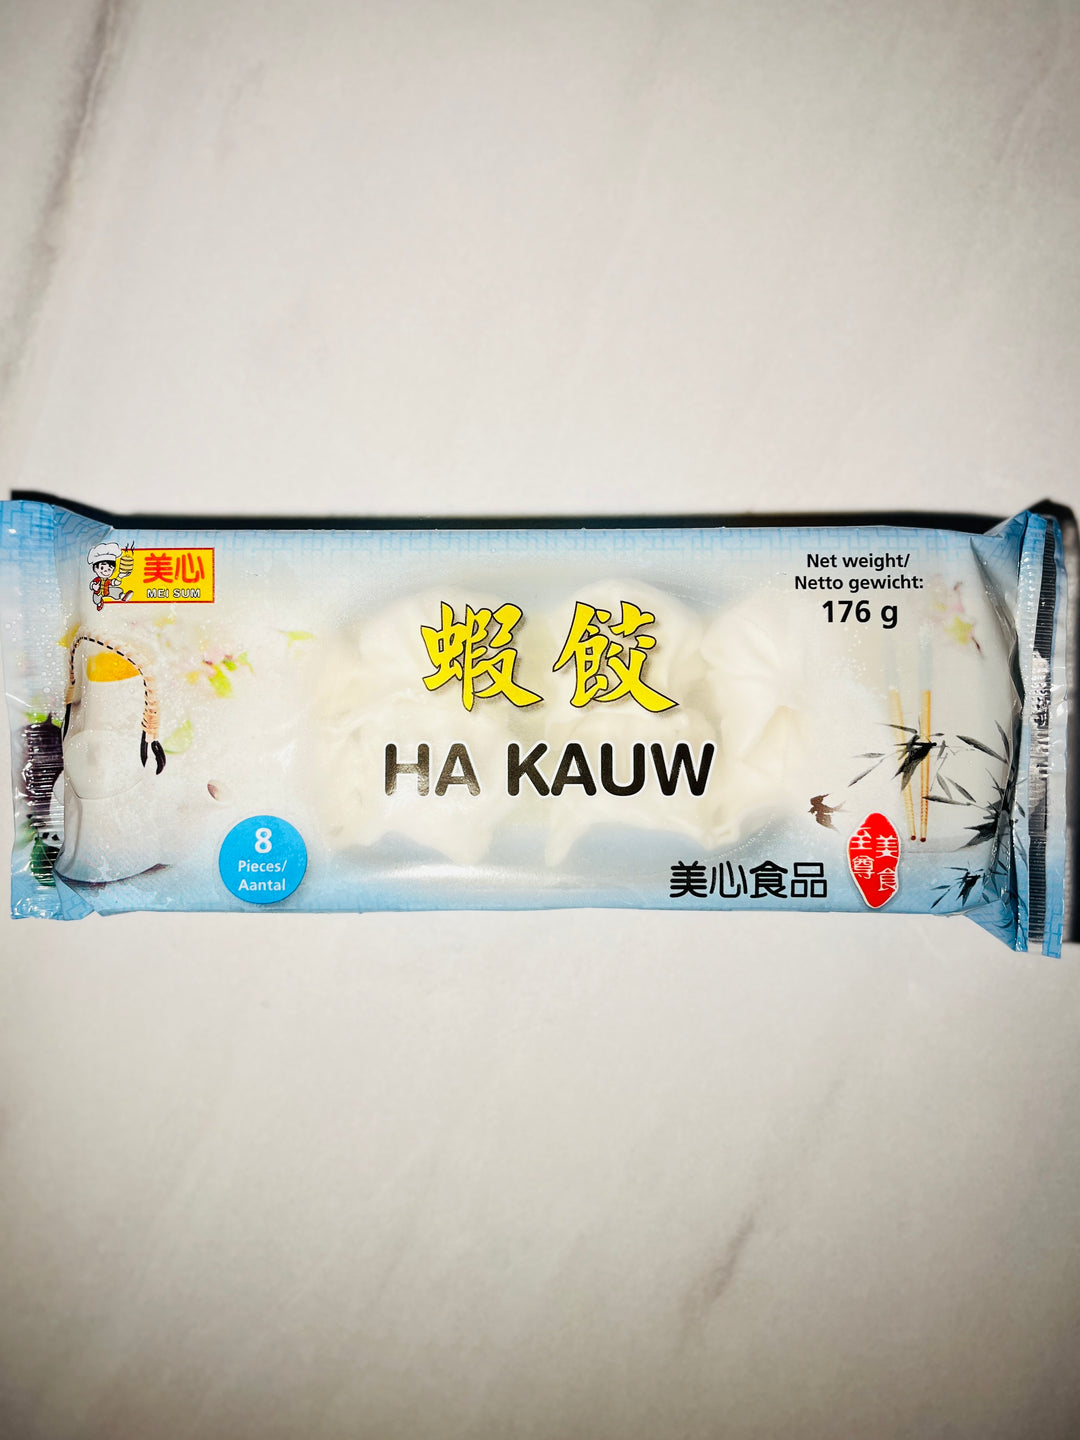 美心
MEI SUM
Net weight/
Netto gewicht:
176 g
蝦餃
HA KAUW
8
Pieces/
Aantal
美心食品
至尊
美食